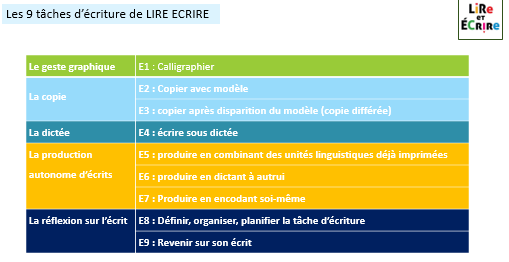 Les 9 tâches d'écriture de LIRE ECRIRE
LiRe
eT
ÉCRiRe
Le geste graphique E1 : Calligraphier
La copie E2 : Copier avec modèle
E3 : copier après disparition du modèle (copie différée)
La dictée E4 : écrire sous dictée
La production autonome d'écrits E5 : produire en combinant des unités linguistiques déjà imprimées
E6 : produire en dictant à autrui
E7 : Produire en encodant soi-même
La réflexion sur l'écrit E8 : Définir, organiser, planifier la tâche d'écriture
E9 : Revenir sur son écrit